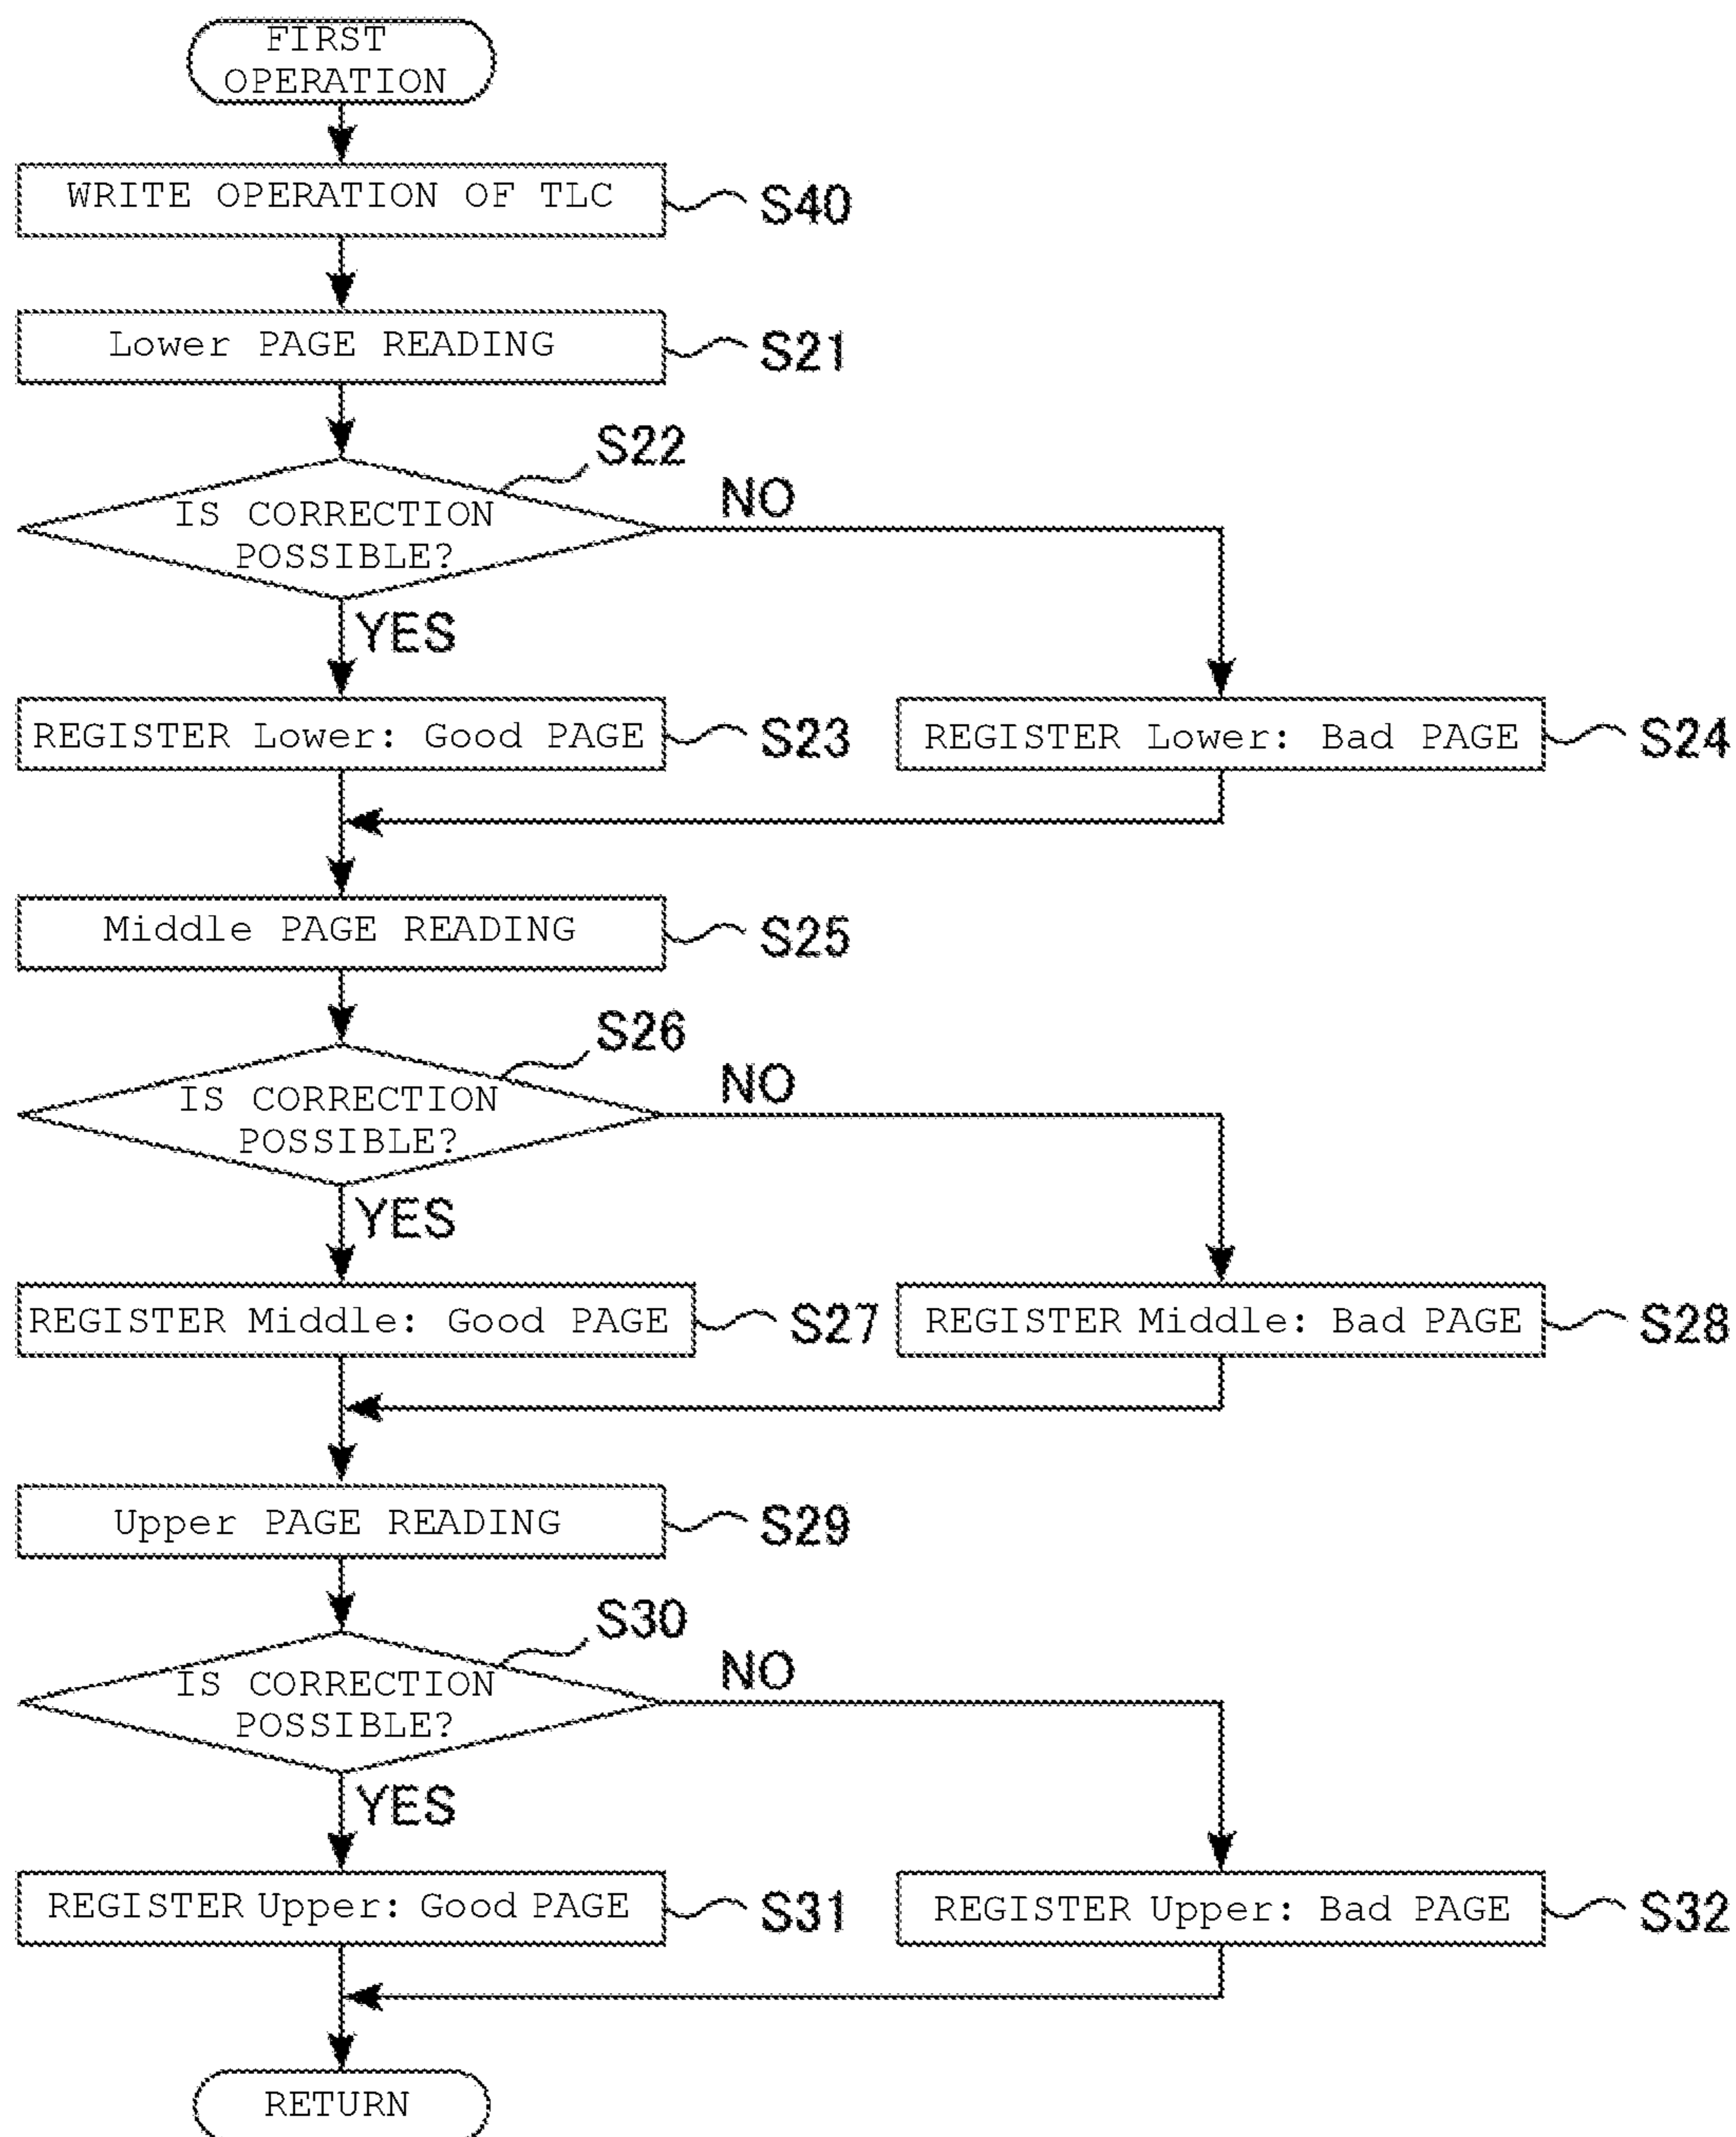 FIRST
OPERATION
WRITE OPERATION OF TLC
S40
Lower PAGE READING
S21
S22
IS CORRECTION
POSSIBLE?
NO
YES
REGISTER Lower: Good PAGE
S23
REGISTER Lower: Bad PAGE
S24
Middle PAGE READING
S25
S26
IS CORRECTION
POSSIBLE?
NO
YES
REGISTER Middle: Good PAGE
S27
REGISTER Middle: Bad PAGE
S28
Upper PAGE READING
S29
S30
IS CORRECTION
POSSIBLE?
NO
YES
REGISTER Upper: Good PAGE
S31
REGISTER Upper: Bad PAGE
S32
RETURN